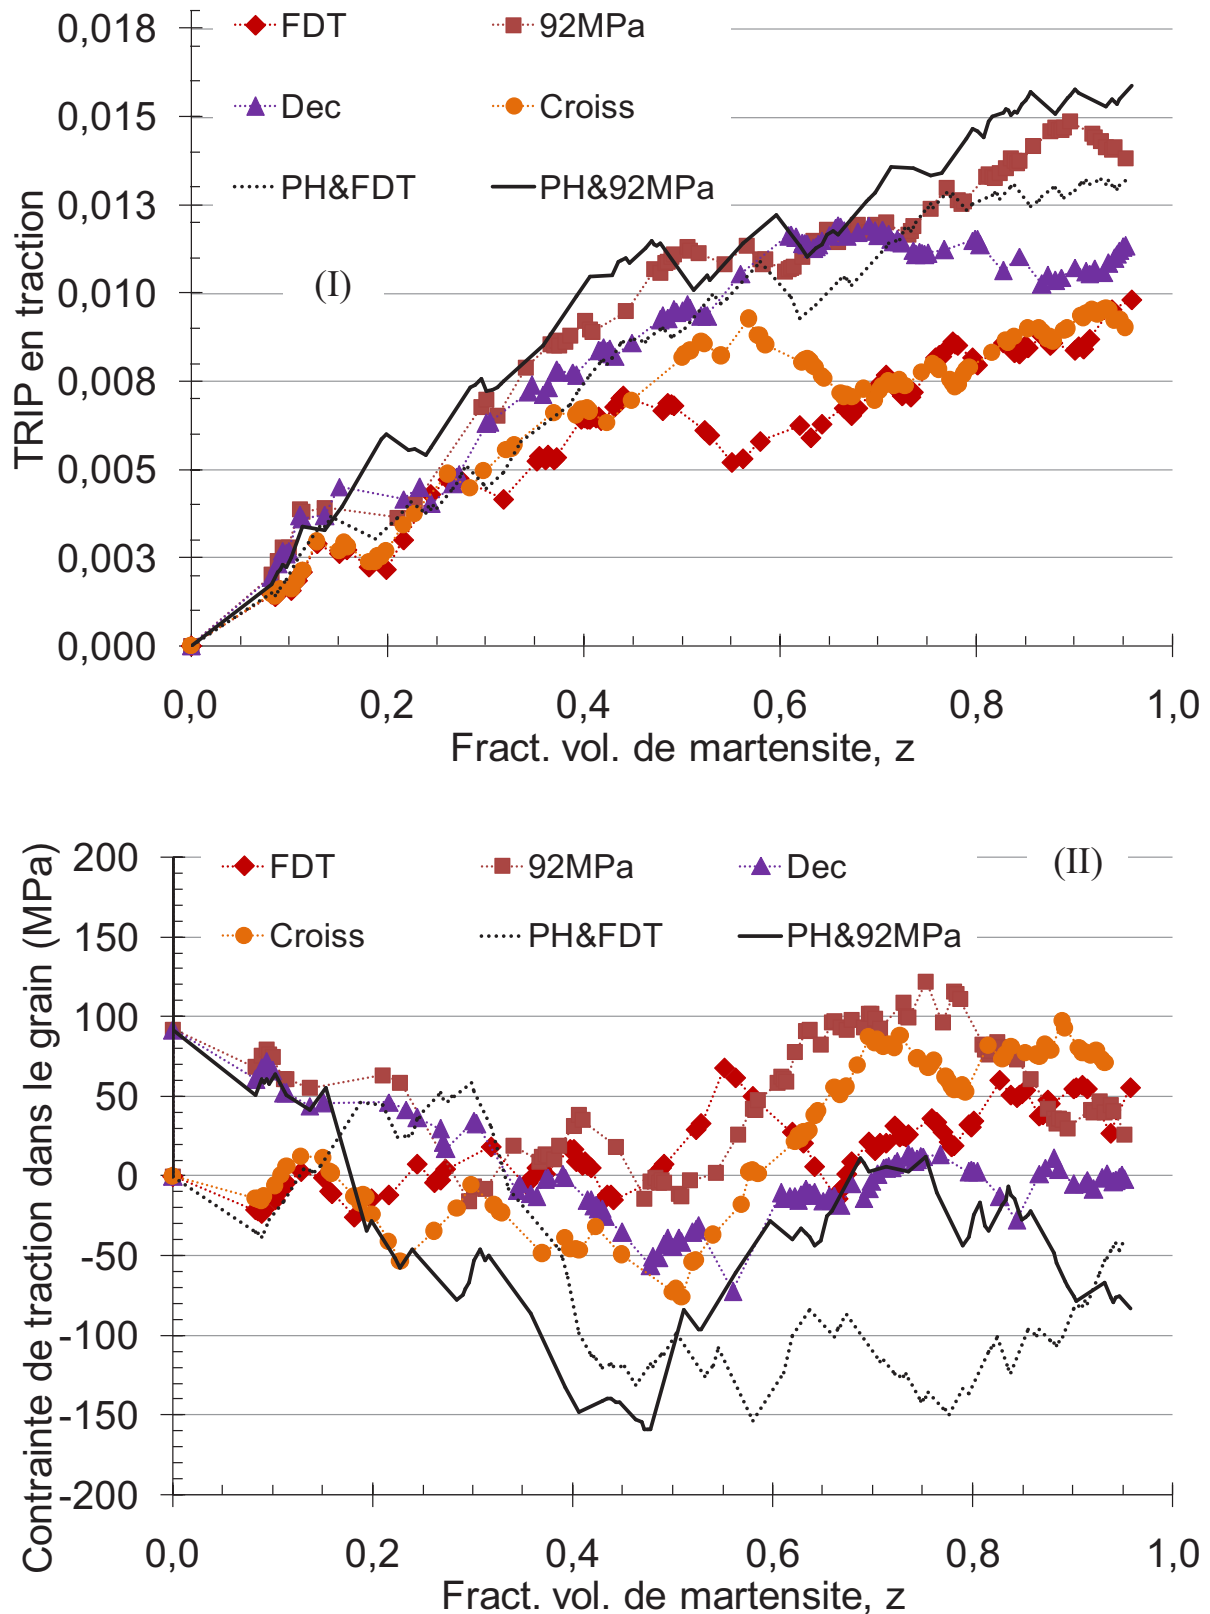 0,018
FDT 92MPa
0,015
Dec Croiss
0,013
PH&FDT PH&92MPa
TRIP en traction
(I)
0,010
0,008
0,005
0,003
0,000
0,0 0,2 0,4 0,6 0,8 1,0
Fract. vol. de martensite, z
Contrainte de traction dans le grain (MPa)
200
FDT 92MPa Dec (II)
150
Croiss PH&FDT PH&92MPa
100
50
0
-50
-100
-150
-200
0,0 0,2 0,4 0,6 0,8 1,0
Fract. vol. de martensite, z